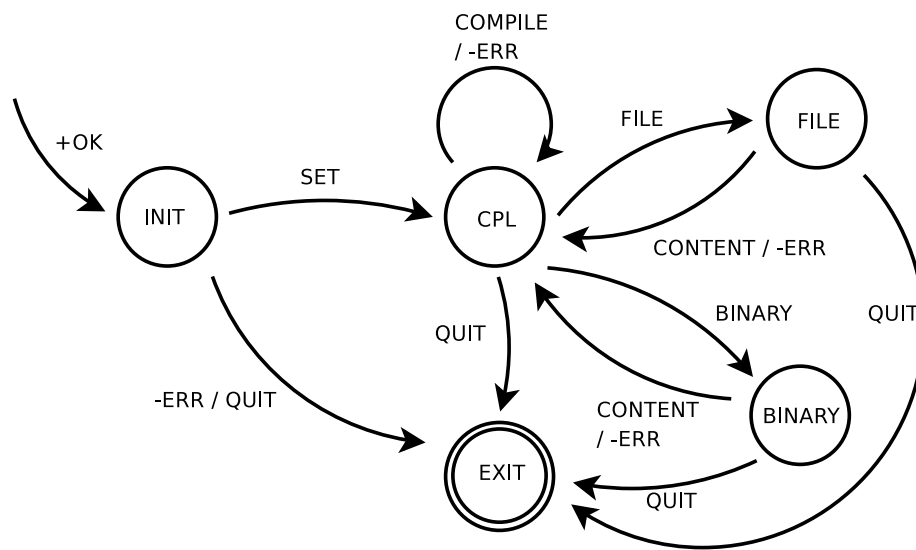 COMPILE
/ -ERR
+OK
FILE
FILE
SET
INIT
CPL
CONTENT / -ERR
QUIT
BINARY
QUIT
-ERR / QUIT
CONTENT
/ -ERR
BINARY
EXIT
QUIT